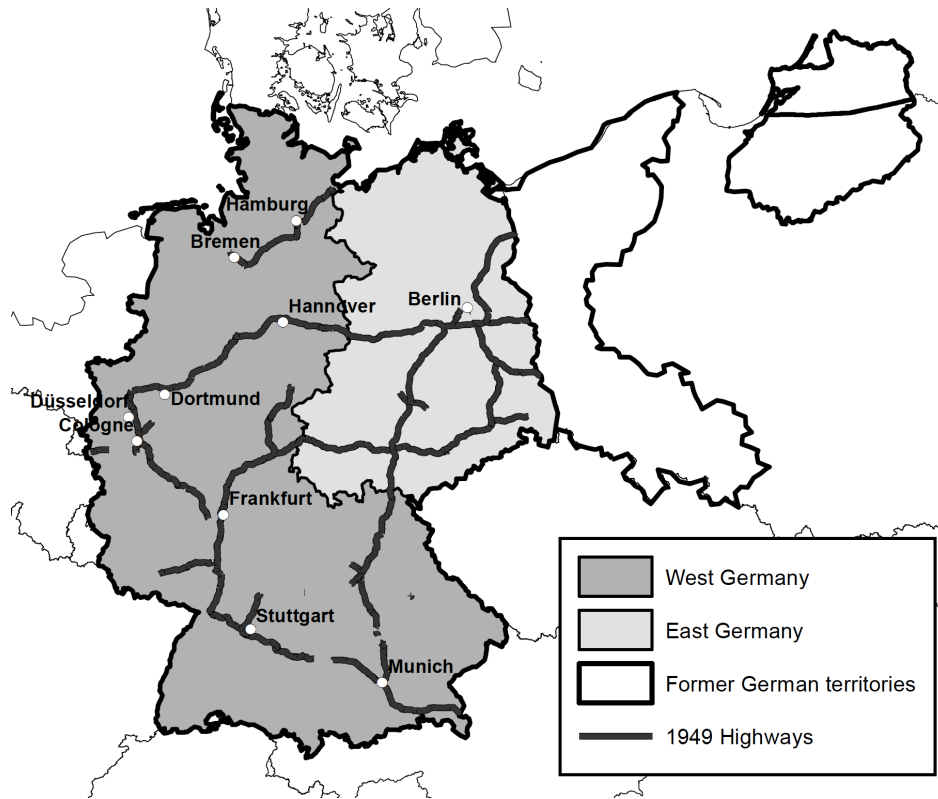 Hamburg
Bremen
Hannover
Berlin
Düsseldorf
Dortmund
Cologne
Frankfurt
Stuttgart
Munich
West Germany
East Germany
Former German territories
1949 Highways